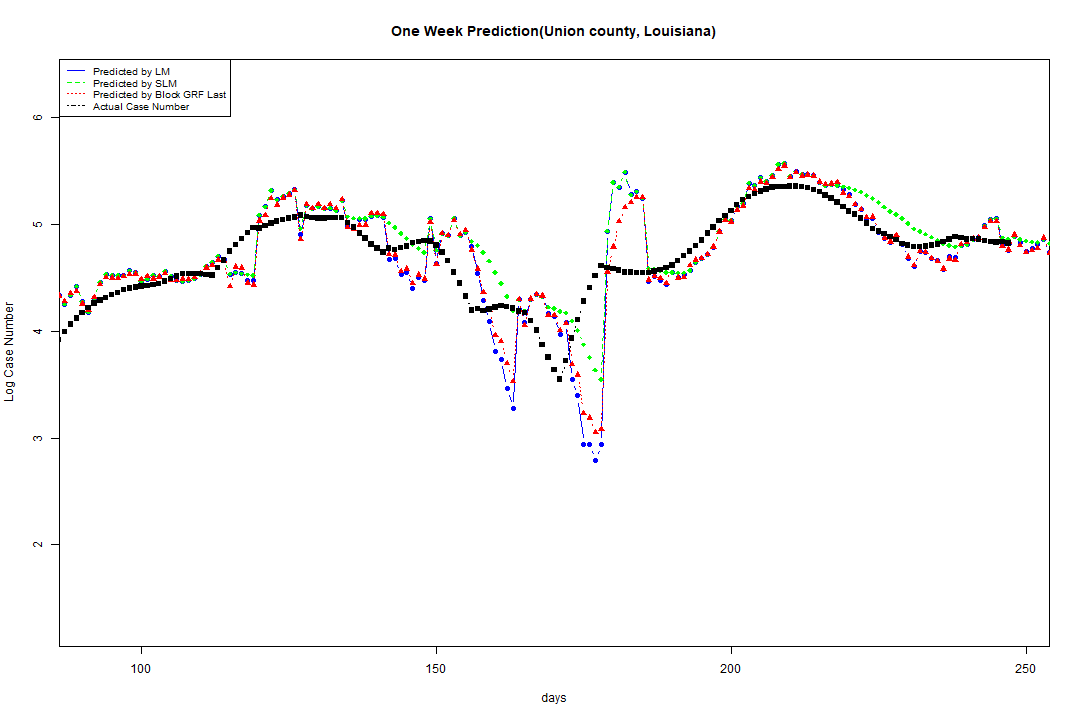 One Week Prediction(Union county, Louisiana)
Predicted by LM
Predicted by SLM
Predicted by Block GRF Last
Actual Case Number
6
5
4
3
2
Log Case Number
100 150 200 250
days